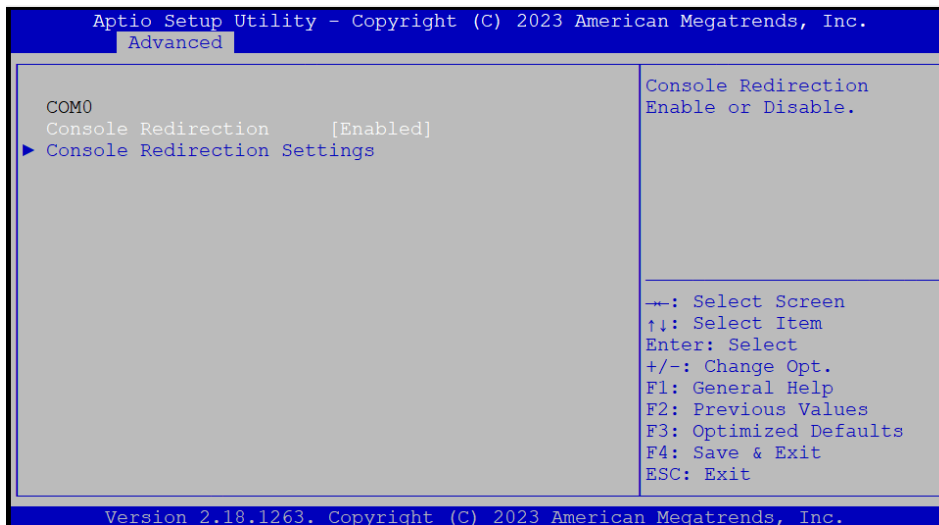 Aptio Setup Utility – Copyright (C) 2023 American Megatrends, Inc.
Advanced
COM0
Console Redirection [Enabled]
► Console Redirection Settings
Console Redirection
Enable or Disable.
→←: Select Screen
↑↓: Select Item
Enter: Select
+/-: Change Opt.
F1: General Help
F2: Previous Values
F3: Optimized Defaults
F4: Save & Exit
ESC: Exit
Version 2.18.1263. Copyright (C) 2023 American Megatrends, Inc.